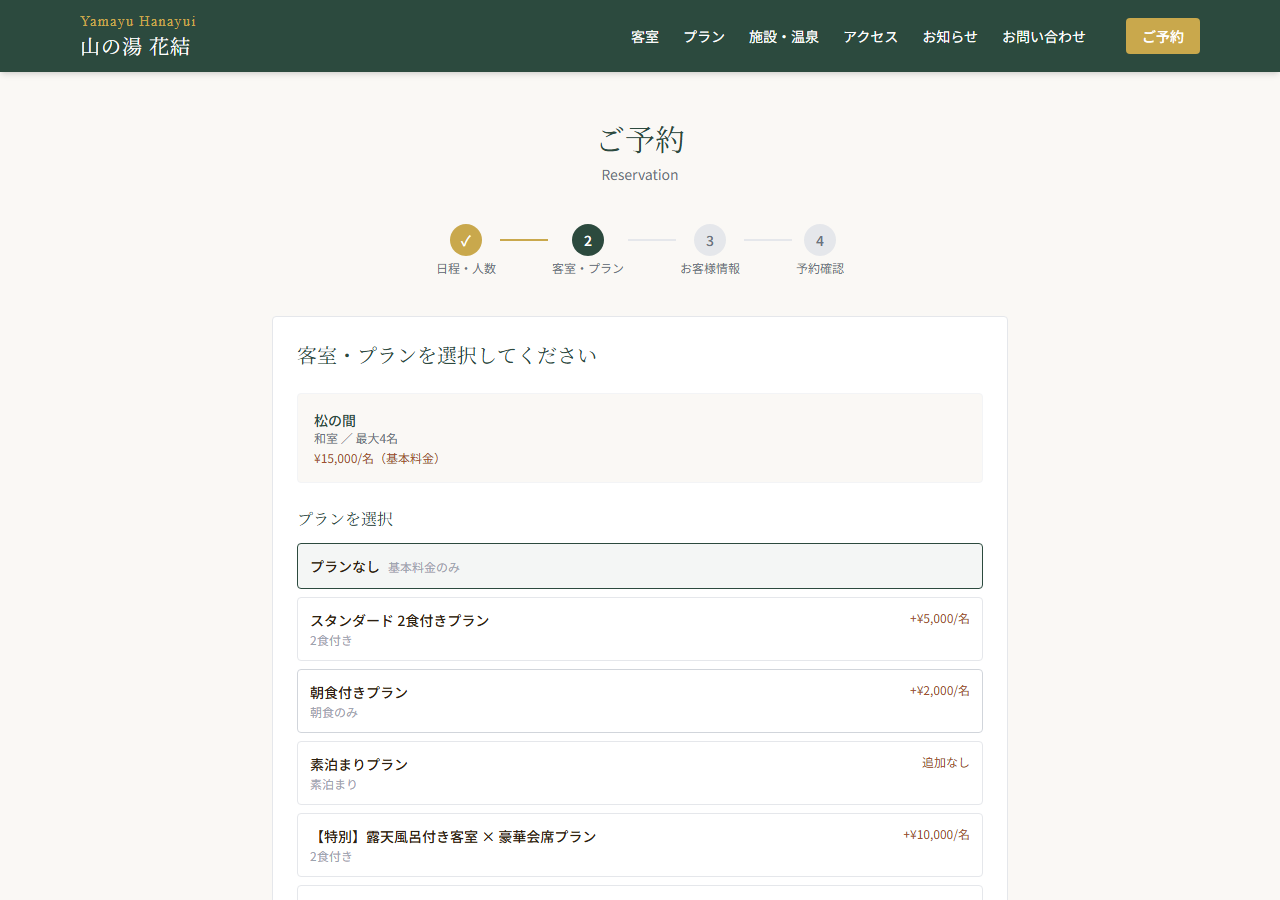 Yamayu Hanayui
山の湯 花結
客室 プラン 施設・温泉 アクセス お知らせ お問い合わせ ご予約
ご予約
Reservation
✓ 2 3 4
日程・人数 客室・プラン お客様情報 予約確認
客室・プランを選択してください
松の間
和室 ／ 最大4名
¥15,000/名（基本料金）
プランを選択
プランなし 基本料金のみ
スタンダード 2食付きプラン +¥5,000/名
2食付き
朝食付きプラン +¥2,000/名
朝食のみ
素泊まりプラン 追加なし
素泊まり
【特別】露天風呂付き客室 × 豪華会席プラン +¥10,000/名
2食付き